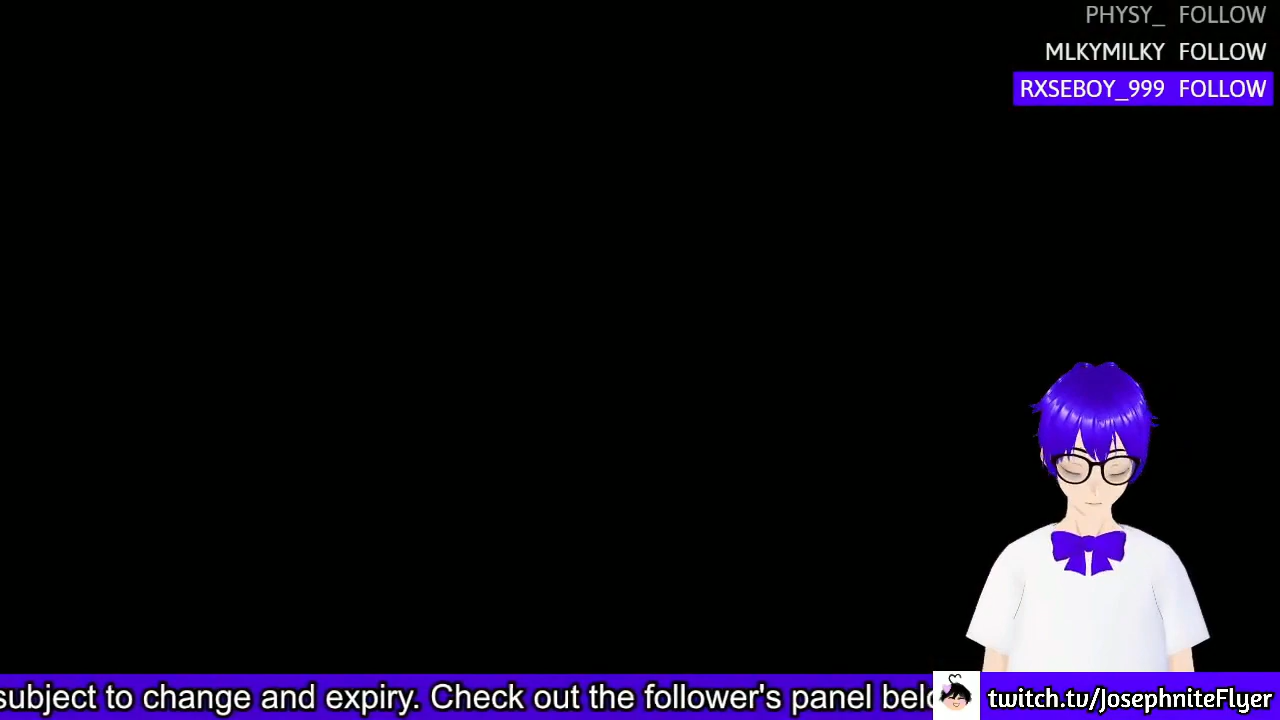 PHYSY_ FOLLOW
MLKYMILKY FOLLOW
RXSEBOY_999 FOLLOW
subject to change and expiry. Check out the follower's panel
twitch.tv/JosephniteFlyer